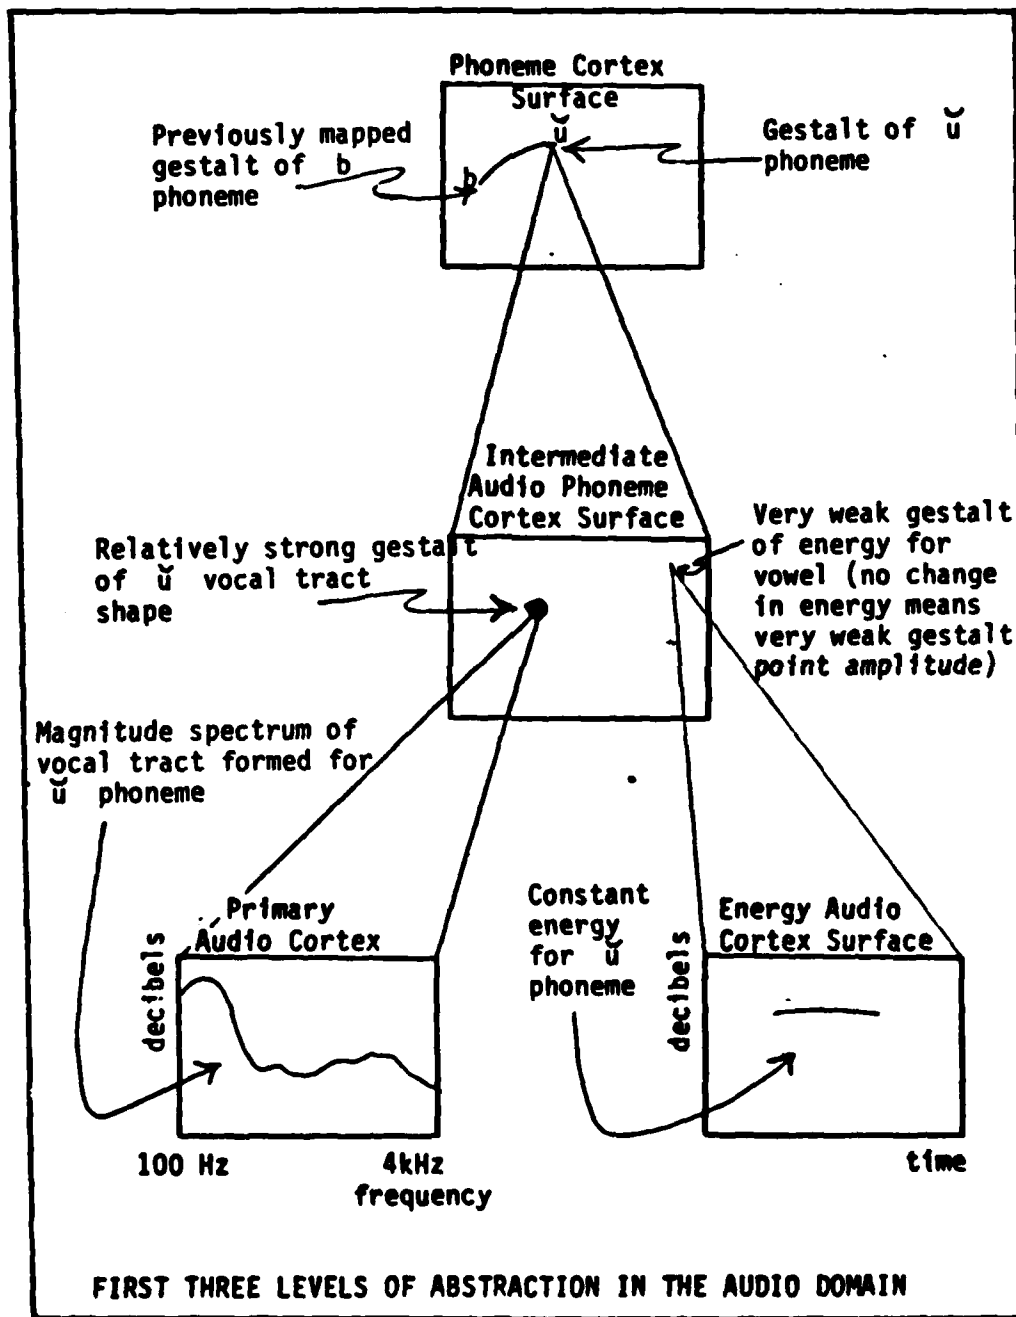 Phoneme Cortex
Surface
ŭ
Previously mapped
gestalt of b
phoneme
b
Gestalt of ŭ
phoneme
Intermediate
Audio Phoneme
Cortex Surface
Relatively strong gestalt
of ŭ vocal tract
shape
Very weak gestalt
of energy for
vowel (no change
in energy means
very weak gestalt
point amplitude)
Magnitude spectrum of
vocal tract formed for
ŭ phoneme
Primary
Audio Cortex
decibels
100 Hz
4kHz
frequency
Constant
energy
for ŭ
phoneme
Energy Audio
Cortex Surface
decibels
time
FIRST THREE LEVELS OF ABSTRACTION IN THE AUDIO DOMAIN